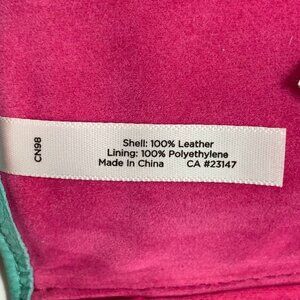 CN98
Shell: 100% Leather
Lining: 100% Polyethylene
Made In China CA #23147